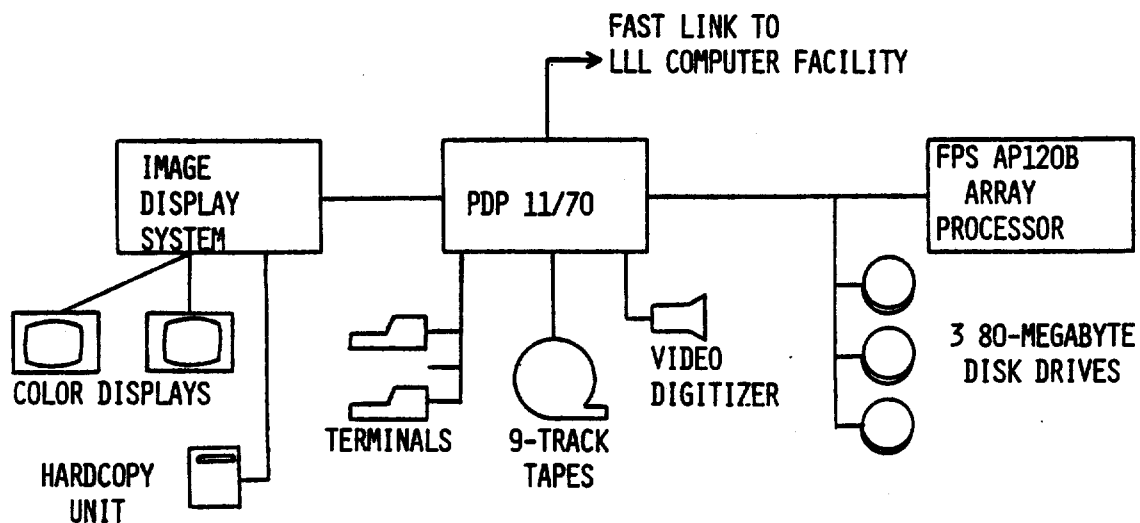 FAST LINK TO
LLL COMPUTER FACILITY
IMAGE
DISPLAY
SYSTEM
PDP 11/70
FPS AP120B
ARRAY
PROCESSOR
COLOR DISPLAYS
HARDCOPY
UNIT
TERMINALS
9-TRACK
TAPES
VIDEO
DIGITIZER
3 80-MEGABYTE
DISK DRIVES